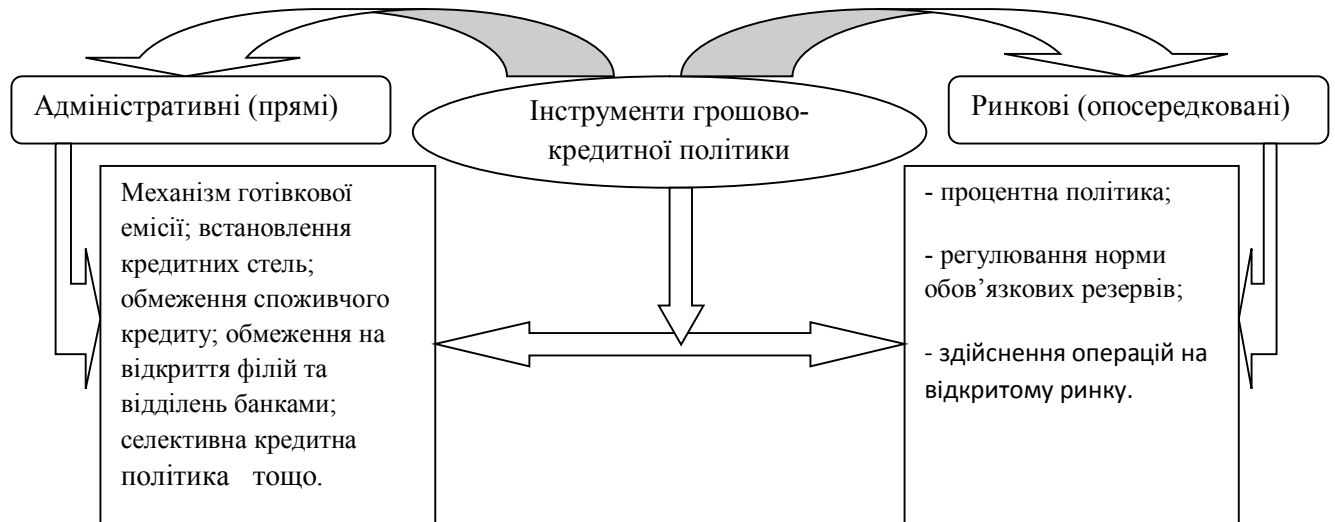 Адміністративні (прямі)
Інструменти грошово-
кредитної політики
Ринкові (опосередковані)
Механізм готівкової
емісії; встановлення
кредитних стель;
обмеження споживчого
кредиту; обмеження на
відкриття філій та
відділень банками;
селективна кредитна
політика тощо.
- процентна політика;
- регулювання норми
обов’язкових резервів;
- здійснення операцій на
відкритому ринку.